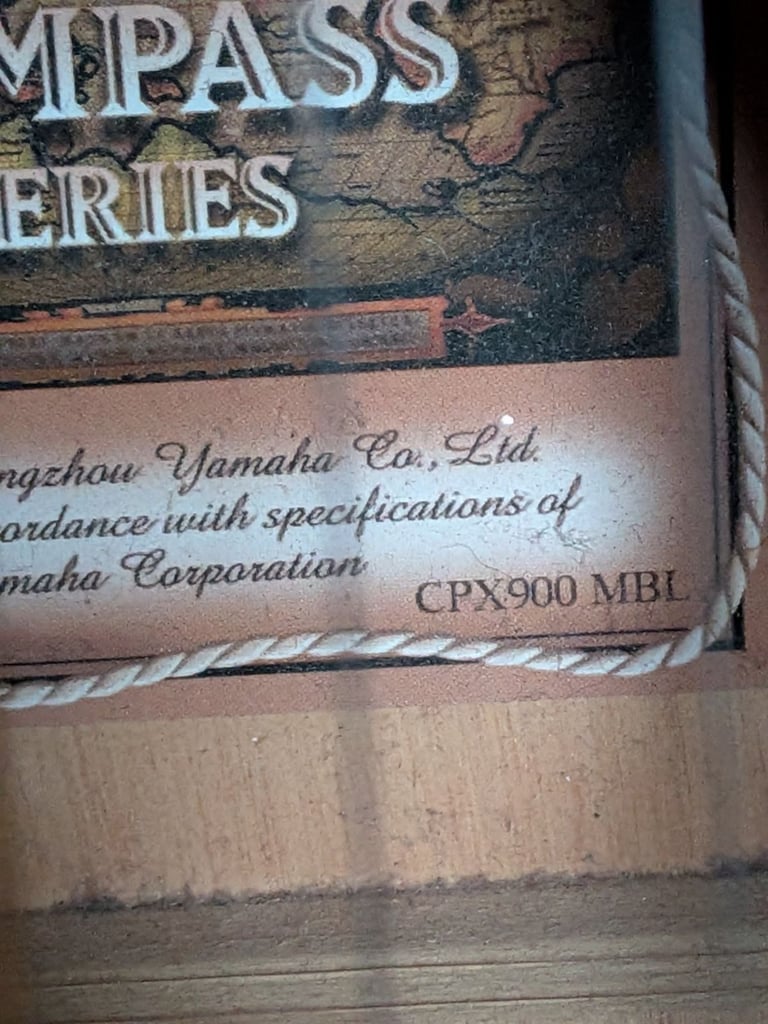 MPASS
ERIES
ngzhou Yamaha Co., Ltd.
ordance with specifications of
maha Corporation
CPX900 MBL